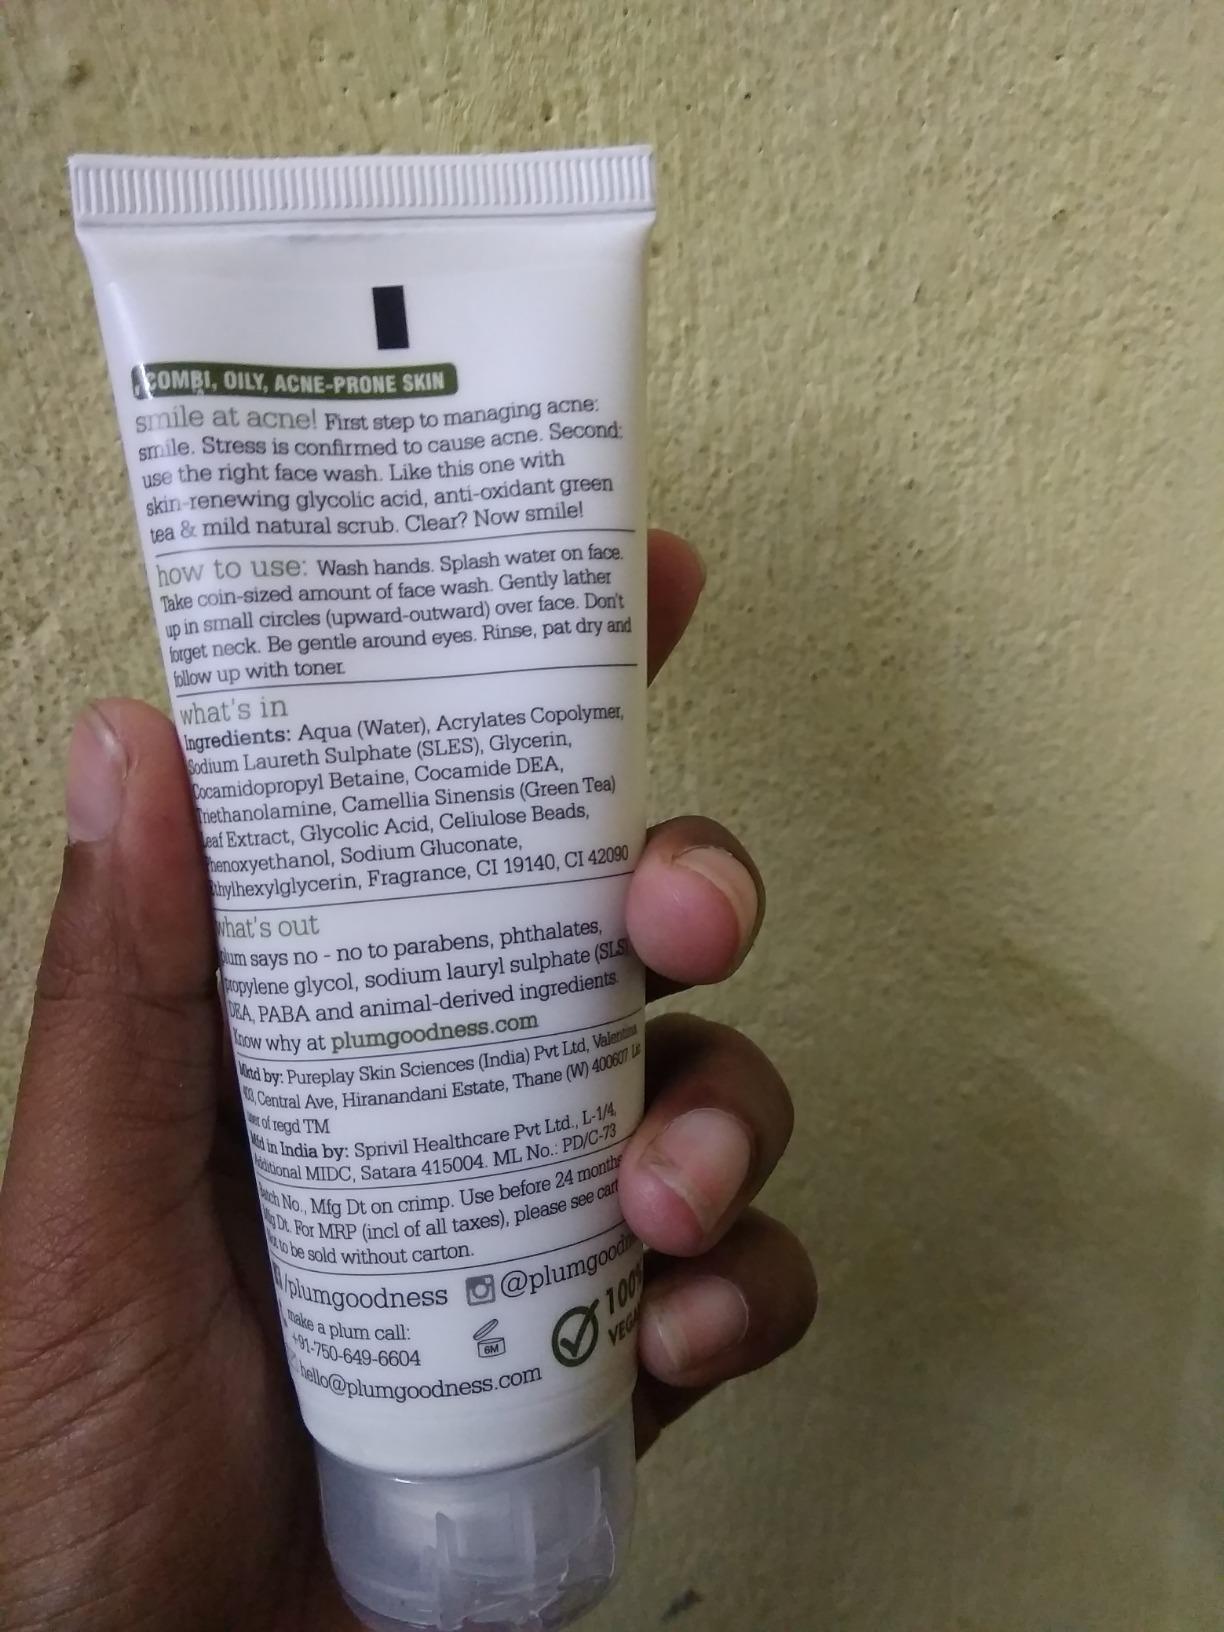 COMBI, OILY, ACNE-PRONE SKIN
smile at acne! First step to managing acne:
smile. Stress is confirmed to cause acne. Second:
use the right face wash. Like this one with
skin-renewing glycolic acid, anti-oxidant green
tea & mild natural scrub. Clear? Now smile!
how to use: Wash hands. Splash water on face.
Take coin-sized amount of face wash. Gently lather
up in small circles (upward-outward) over face. Don't
forget neck. Be gentle around eyes. Rinse, pat dry and
follow up with toner.
what's in
Ingredients: Aqua (Water), Acrylates Copolymer,
Sodium Laureth Sulphate (SLES), Glycerin,
Cocamidopropyl Betaine, Cocamide DEA,
Triethanolamine, Camellia Sinensis (Green Tea)
Leaf Extract, Glycolic Acid, Cellulose Beads,
Phenoxyethanol, Sodium Gluconate,
Ethylhexylglycerin, Fragrance, CI 19140, CI 42090
what's out
plum says no - no to parabens, phthalates,
propylene glycol, sodium lauryl sulphate (SLS),
DEA, PABA and animal-derived ingredients.
Know why at plumgoodness.com
Mktd by: Pureplay Skin Sciences (India) Pvt Ltd, Valentina
403, Central Ave, Hiranandani Estate, Thane (W) 400607 Lic
user of regd TM
Mfd in India by: Sprivil Healthcare Pvt Ltd., L-1/4,
Additional MIDC, Satara 415004. ML No.: PD/C-73
Batch No., Mfg Dt on crimp. Use before 24 months
Mfg Dt. For MRP (incl of all taxes), please see
Not to be sold without carton.
/plumgoodness @plumgoodn
make a plum call:
+91-750-649-6604
6M
100%
VEGAN
hello@plumgoodness.com